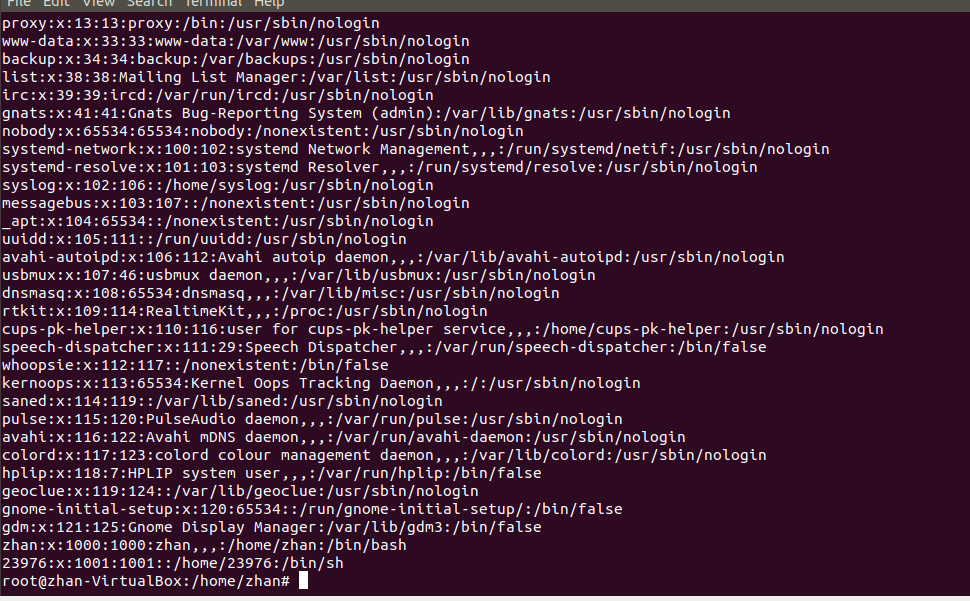 File Edit View Search Terminal Help
proxy:x:13:13:proxy:/bin:/usr/sbin/nologin
www-data:x:33:33:www-data:/var/www:/usr/sbin/nologin
backup:x:34:34:backup:/var/backups:/usr/sbin/nologin
list:x:38:38:Mailing List Manager:/var/list:/usr/sbin/nologin
irc:x:39:39:ircd:/var/run/ircd:/usr/sbin/nologin
gnats:x:41:41:Gnats Bug-Reporting System (admin):/var/lib/gnats:/usr/sbin/nologin
nobody:x:65534:65534:nobody:/nonexistent:/usr/sbin/nologin
systemd-network:x:100:102:systemd Network Management,,,:/run/systemd/netif:/usr/sbin/nologin
systemd-resolve:x:101:103:systemd Resolver,,,:/run/systemd/resolve:/usr/sbin/nologin
syslog:x:102:106::/home/syslog:/usr/sbin/nologin
messagebus:x:103:107::/nonexistent:/usr/sbin/nologin
_apt:x:104:65534::/nonexistent:/usr/sbin/nologin
uuidd:x:105:111::/run/uuidd:/usr/sbin/nologin
avahi-autoipd:x:106:112:Avahi autoip daemon,,,:/var/lib/avahi-autoipd:/usr/sbin/nologin
usbmux:x:107:46:usbmux daemon,,,:/var/lib/usbmux:/usr/sbin/nologin
dnsmasq:x:108:65534:dnsmasq,,,:/var/lib/misc:/usr/sbin/nologin
rtkit:x:109:114:RealtimeKit,,,:/proc:/usr/sbin/nologin
cups-pk-helper:x:110:116:user for cups-pk-helper service,,,:/home/cups-pk-helper:/usr/sbin/nologin
speech-dispatcher:x:111:29:Speech Dispatcher,,,:/var/run/speech-dispatcher:/bin/false
whoopsie:x:112:117::/nonexistent:/bin/false
kernoops:x:113:65534:Kernel Oops Tracking Daemon,,,:/:/usr/sbin/nologin
saned:x:114:119::/var/lib/saned:/usr/sbin/nologin
pulse:x:115:120:PulseAudio daemon,,,:/var/run/pulse:/usr/sbin/nologin
avahi:x:116:122:Avahi mDNS daemon,,,:/var/run/avahi-daemon:/usr/sbin/nologin
colord:x:117:123:colord colour management daemon,,,:/var/lib/colord:/usr/sbin/nologin
hplip:x:118:7:HPLIP system user,,,:/var/run/hplip:/bin/false
geoclue:x:119:124::/var/lib/geoclue:/usr/sbin/nologin
gnome-initial-setup:x:120:65534::/run/gnome-initial-setup/:/bin/false
gdm:x:121:125:Gnome Display Manager:/var/lib/gdm3:/bin/false
zhan:x:1000:1000:zhan,,,:/home/zhan:/bin/bash
23976:x:1001:1001::/home/23976:/bin/sh
root@zhan-VirtualBox:/home/zhan#